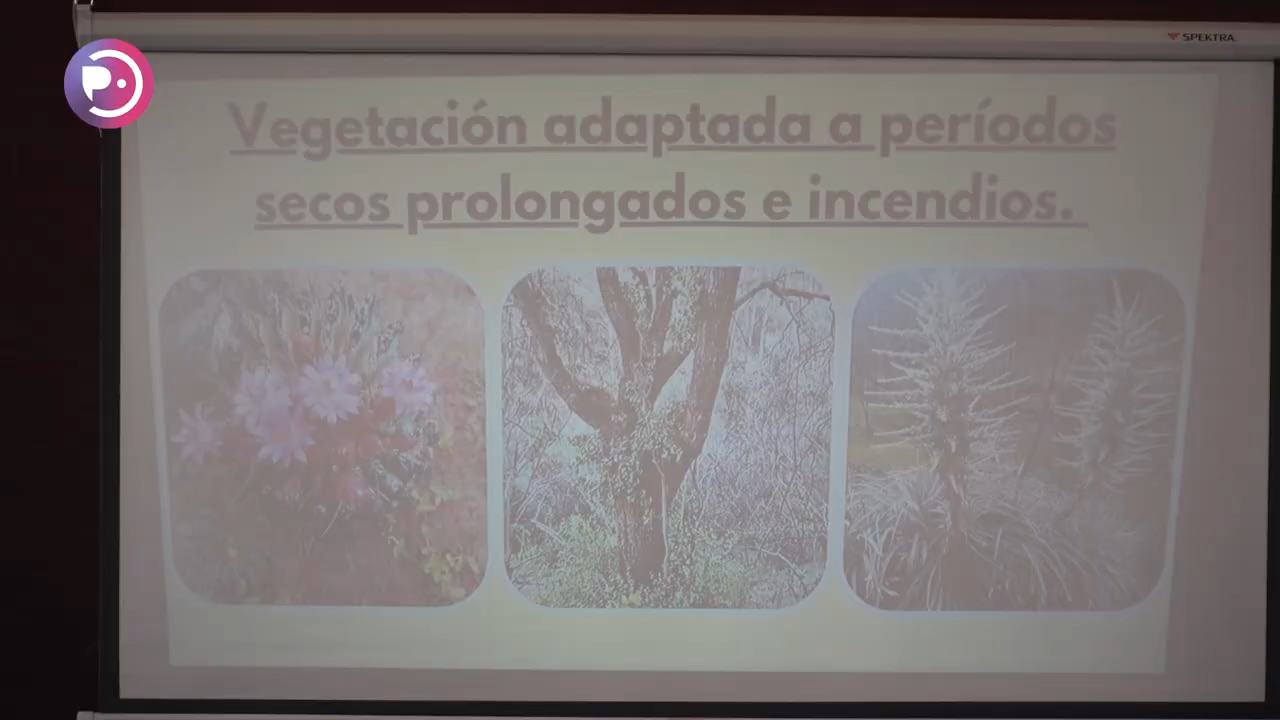 SPEKTRA
Vegetación adaptada a períodos
secos prolongados e incendios.